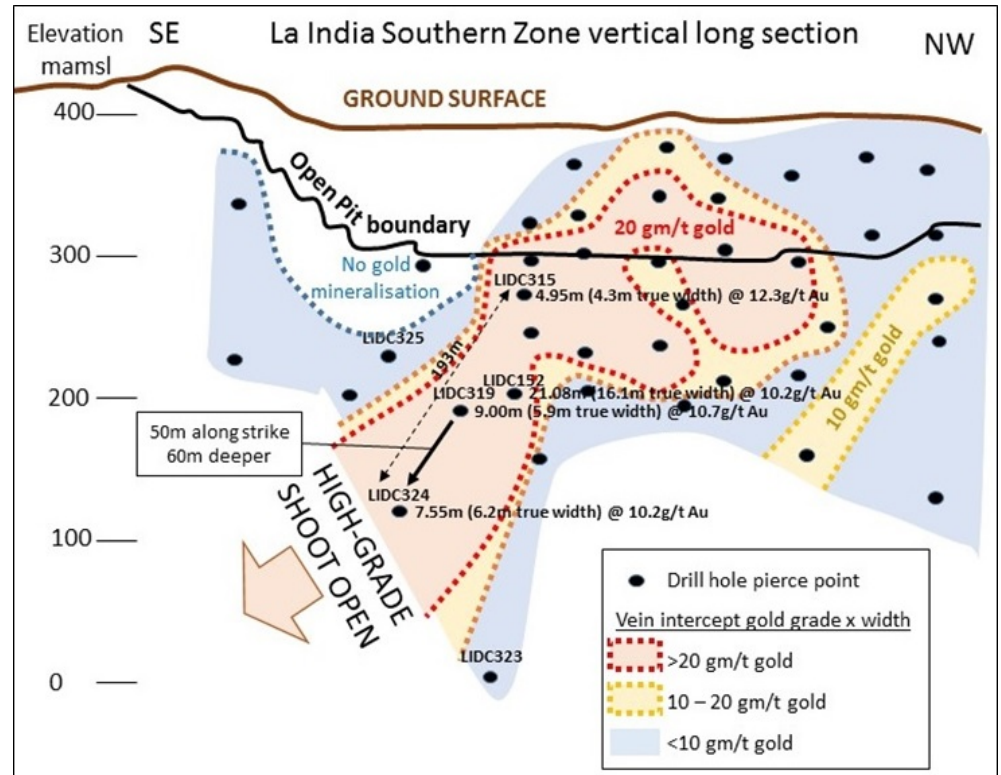 Elevation
mamsl
SE
La India Southern Zone vertical long section
NW
GROUND SURFACE
400
Open Pit boundary
20 gm/t gold
300
No gold
mineralisation
LIDC315
4.95m (4.3m true width) @ 12.3g/t Au
LIDC325
193m
10 gm/t gold
200
LIDC152
LIDC319
21.08m (16.1m true width) @ 10.2g/t Au
9.00m (5.9m true width) @ 10.7g/t Au
50m along strike
60m deeper
LIDC324
7.55m (6.2m true width) @ 10.2g/t Au
HIGH-GRADE
SHOOT OPEN
100
Drill hole pierce point
Vein intercept gold grade x width
>20 gm/t gold
10 – 20 gm/t gold
<10 gm/t gold
LIDC323
0